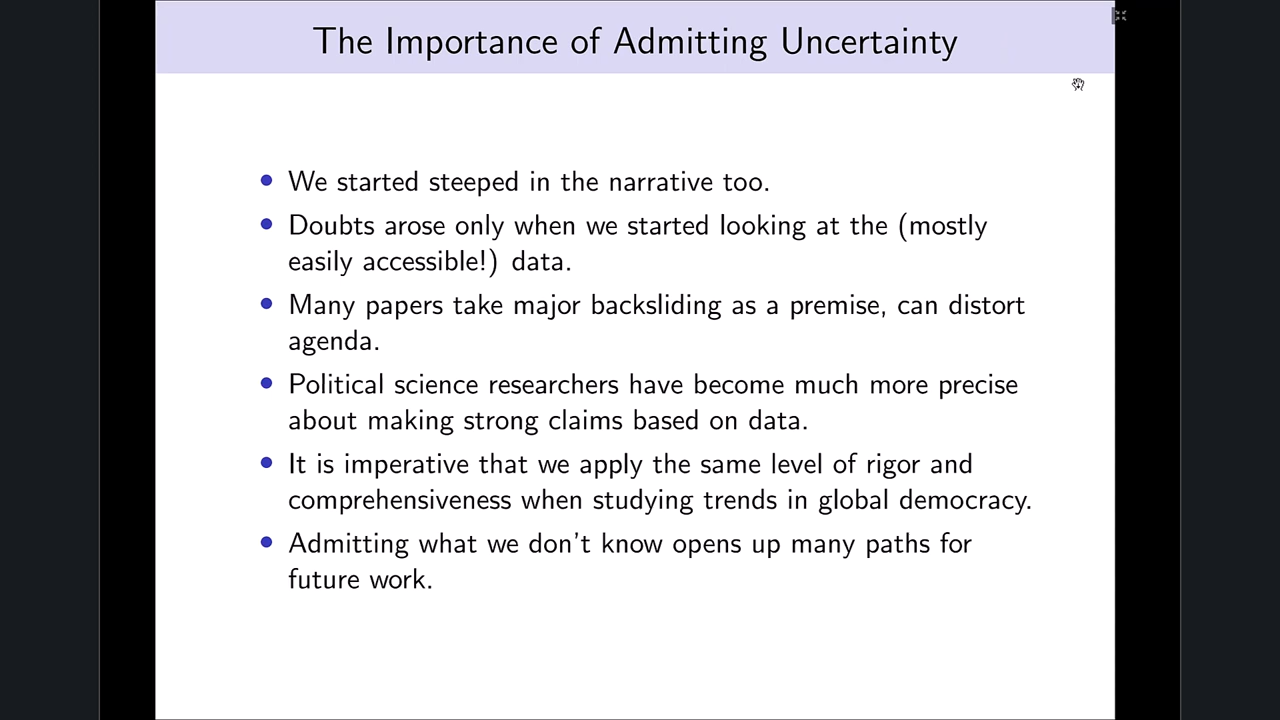 The Importance of Admitting Uncertainty
• We started steeped in the narrative too.
• Doubts arose only when we started looking at the (mostly
easily accessible!) data.
• Many papers take major backsliding as a premise, can distort
agenda.
• Political science researchers have become much more precise
about making strong claims based on data.
• It is imperative that we apply the same level of rigor and
comprehensiveness when studying trends in global democracy.
• Admitting what we don't know opens up many paths for
future work.